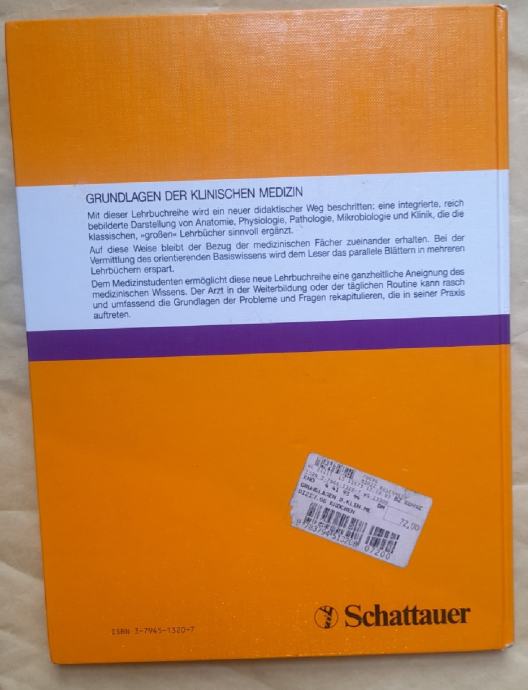 GRUNDLAGEN DER KLINISCHEN MEDIZIN
Mit dieser Lehrbuchreihe wird ein neuer didaktischer Weg beschritten: eine integrierte, reich
bebilderte Darstellung von Anatomie, Physiologie, Pathologie, Mikrobiologie und Klinik, die die
klassischen, »großen« Lehrbücher sinnvoll ergänzt.
Auf diese Weise bleibt der Bezug der medizinischen Fächer zueinander erhalten. Bei der
Vermittlung des orientierenden Basiswissens wird dem Leser das parallele Blättern in mehreren
Lehrbüchern erspart.
Dem Medizinstudenten ermöglicht diese neue Lehrbuchreihe eine ganzheitliche Aneignung des
medizinischen Wissens. Der Arzt in der Weiterbildung oder der täglichen Routine kann rasch
und umfassend die Grundlagen der Probleme und Fragen rekapitulieren, die in seiner Praxis
auftreten.
DM
72,00
GRUNDLAGEN.D.KLIN.ME
07200
ISBN 3-7945-1320-7
Schattauer